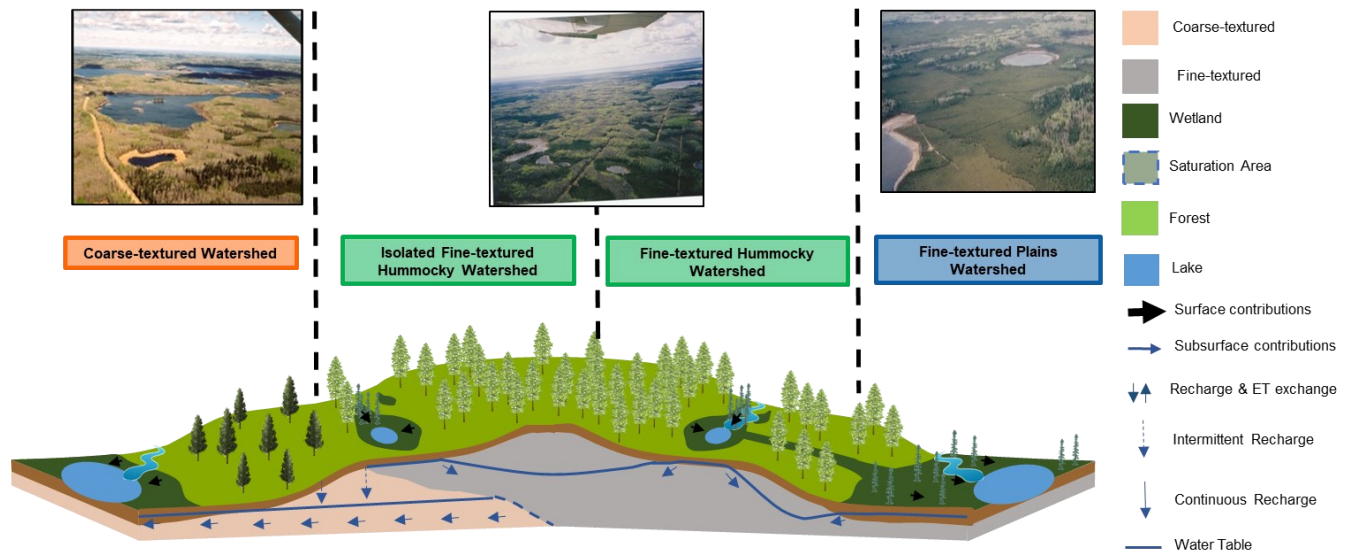 Coarse-textured Watershed
Isolated Fine-textured
Hummocky Watershed
Fine-textured Hummocky
Watershed
Fine-textured Plains
Watershed
Coarse-textured
Fine-textured
Wetland
Saturation Area
Forest
Lake
Surface contributions
Subsurface contributions
Recharge & ET exchange
Intermittent Recharge
Continuous Recharge
Water Table